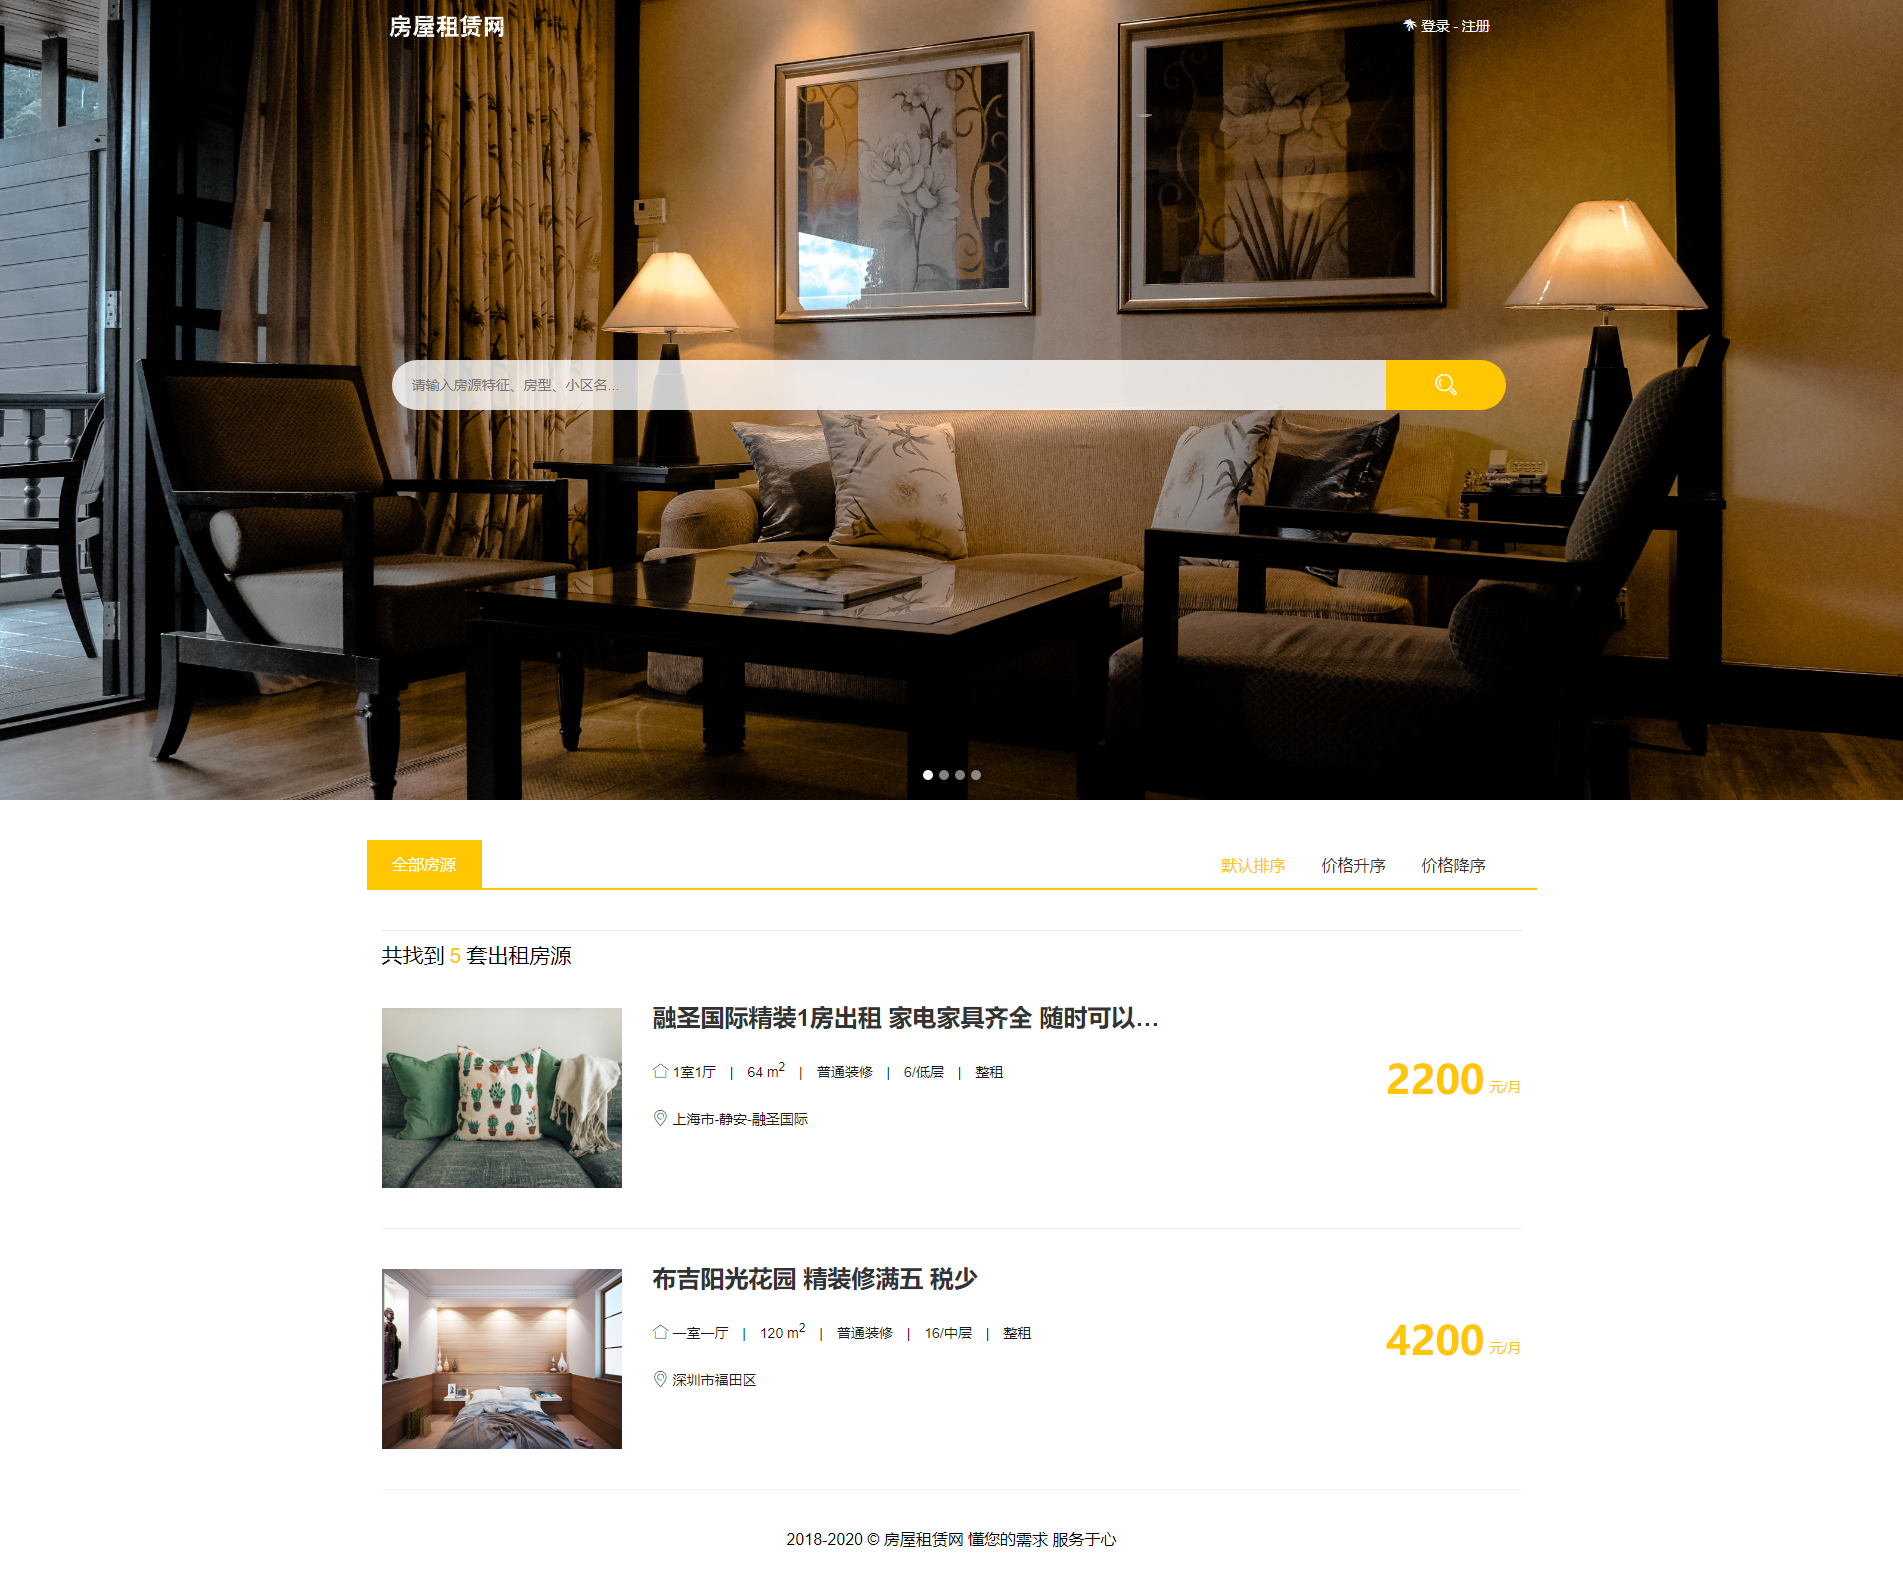 房屋租赁网
登录 - 注册
请输入房源特征、房型、小区名...
全部房源
默认排序 价格升序 价格降序
共找到 5 套出租房源
融圣国际精装1房出租 家电家具齐全 随时可以...
1室1厅 | 64 m² | 普通装修 | 6/低层 | 整租
2200 元/月
上海市-静安-融圣国际
布吉阳光花园 精装修满五 税少
一室一厅 | 120 m² | 普通装修 | 16/中层 | 整租
4200 元/月
深圳市福田区
2018-2020 © 房屋租赁网 懂您的需求 服务于心